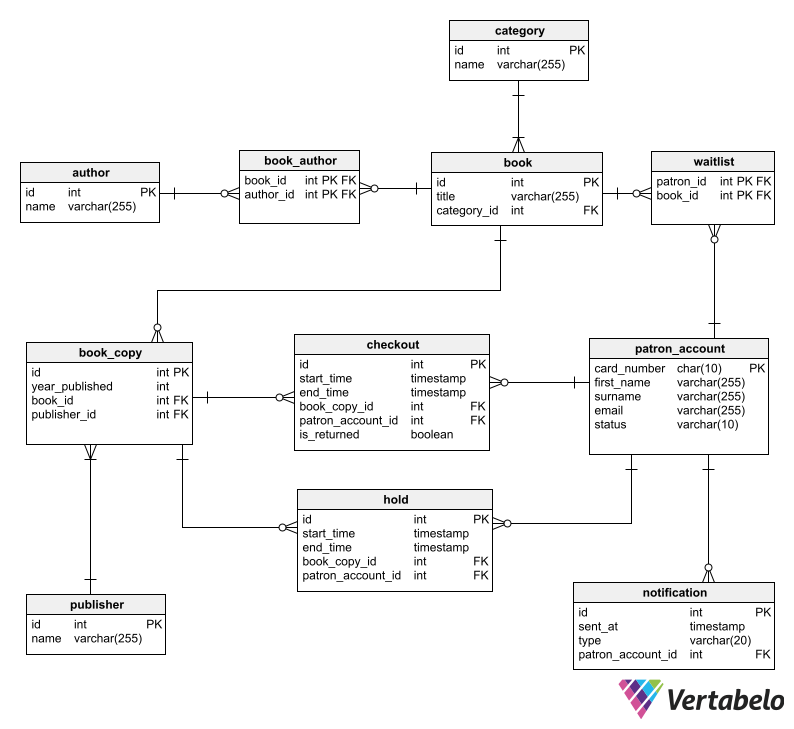 category
id int PK
name varchar(255)
author
id int PK
name varchar(255)
book_author
book_id int PK FK
author_id int PK FK
book
id int PK
title varchar(255)
category_id int FK
waitlist
patron_id int PK FK
book_id int PK FK
book_copy
id int PK
year_published int
book_id int FK
publisher_id int FK
checkout
id int PK
start_time timestamp
end_time timestamp
book_copy_id int FK
patron_account_id int FK
is_returned boolean
patron_account
card_number char(10) PK
first_name varchar(255)
surname varchar(255)
email varchar(255)
status varchar(10)
hold
id int PK
start_time timestamp
end_time timestamp
book_copy_id int FK
patron_account_id int FK
publisher
id int PK
name varchar(255)
notification
id int PK
sent_at timestamp
type varchar(20)
patron_account_id int FK
Vertabelo